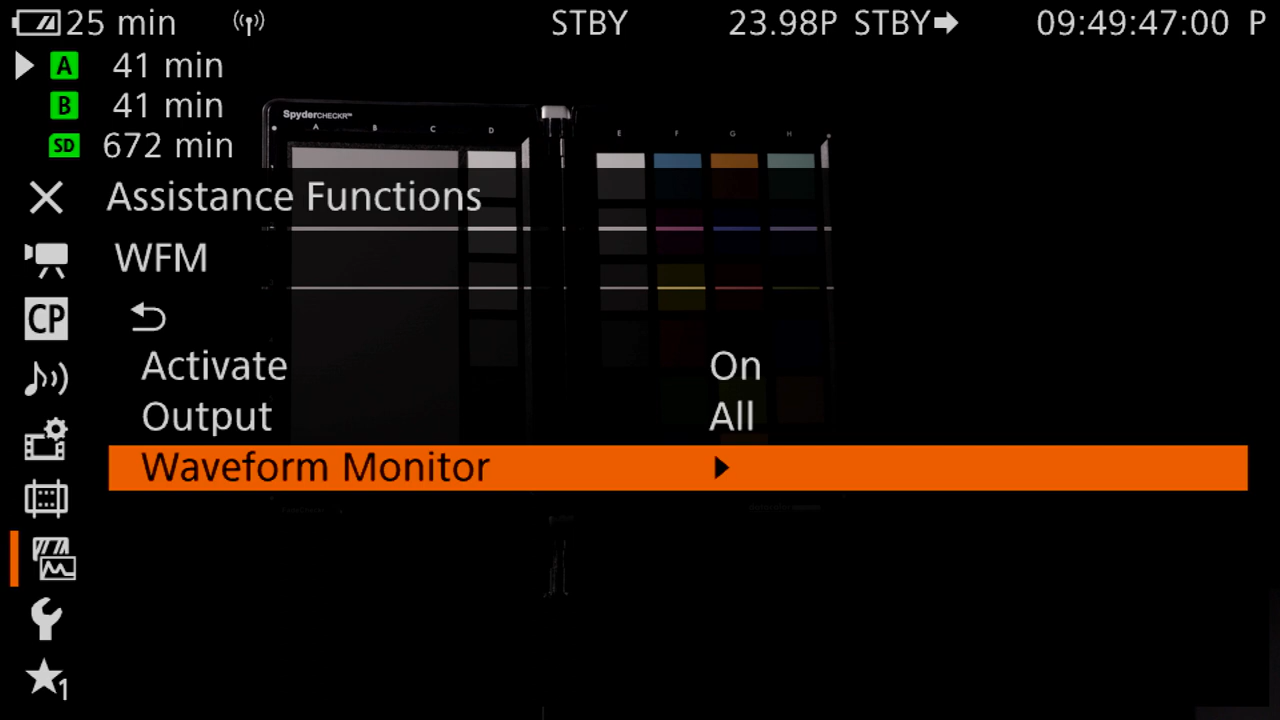 25 min STBY 23.98P STBY 09:49:47:00 P
A 41 min
B 41 min
SD 672 min
SpyderCHECKR™
A B C D E F G H
Assistance Functions
WFM
CP
Activate On
Output All
Waveform Monitor
1